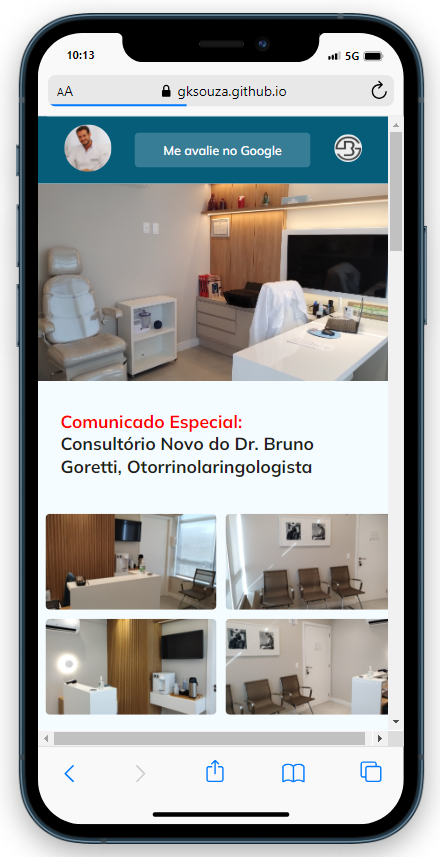 10:13
5G
AA
gksouza.github.io
Me avalie no Google
Comunicado Especial:
Consultório Novo do Dr. Bruno
Goretti, Otorrinolaringologista